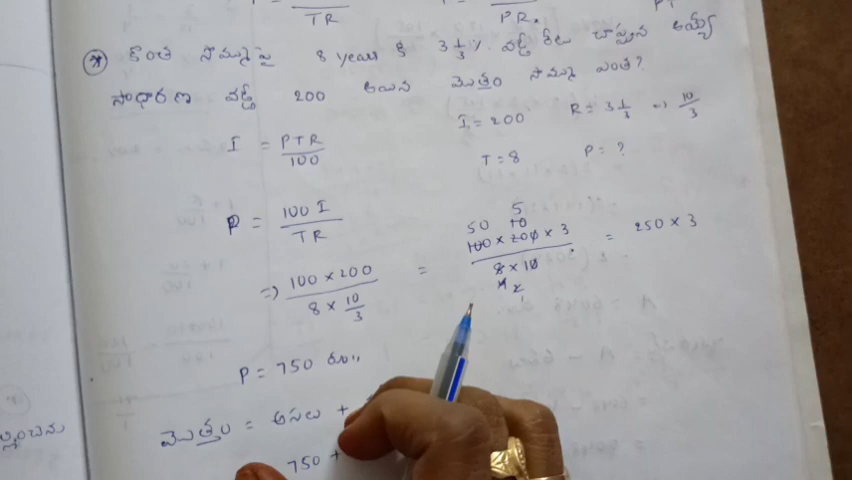 TR PR.
* కొంత సొమ్ముపై 8 years కి 3 1/3 %. వడ్డీ రేటు చొప్పున అయ్యే
సాధారణ వడ్డీ 200 అయిన మొత్తం సొమ్ము ఎంత?
I = 200 R = 3 1/3 => 10/3
I = PTR/100 T = 8 P = ?
P = 100 I/TR
50 5
10
100 × 200 × 3 / 8 × 10 = 250 × 3
=> 100 × 200 / 8 × 10/3 =
P = 750 రూ..
మొత్తం = అసలు +
750 +